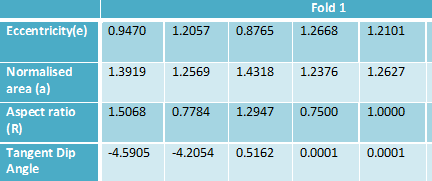 Fold 1
Eccentricity(e) 0.9470 1.2057 0.8765 1.2668 1.2101
Normalised area (a) 1.3919 1.2569 1.4318 1.2376 1.2627
Aspect ratio (R) 1.5068 0.7784 1.2947 0.7500 1.0000
Tangent Dip Angle -4.5905 -4.2054 0.5162 0.0001 0.0001